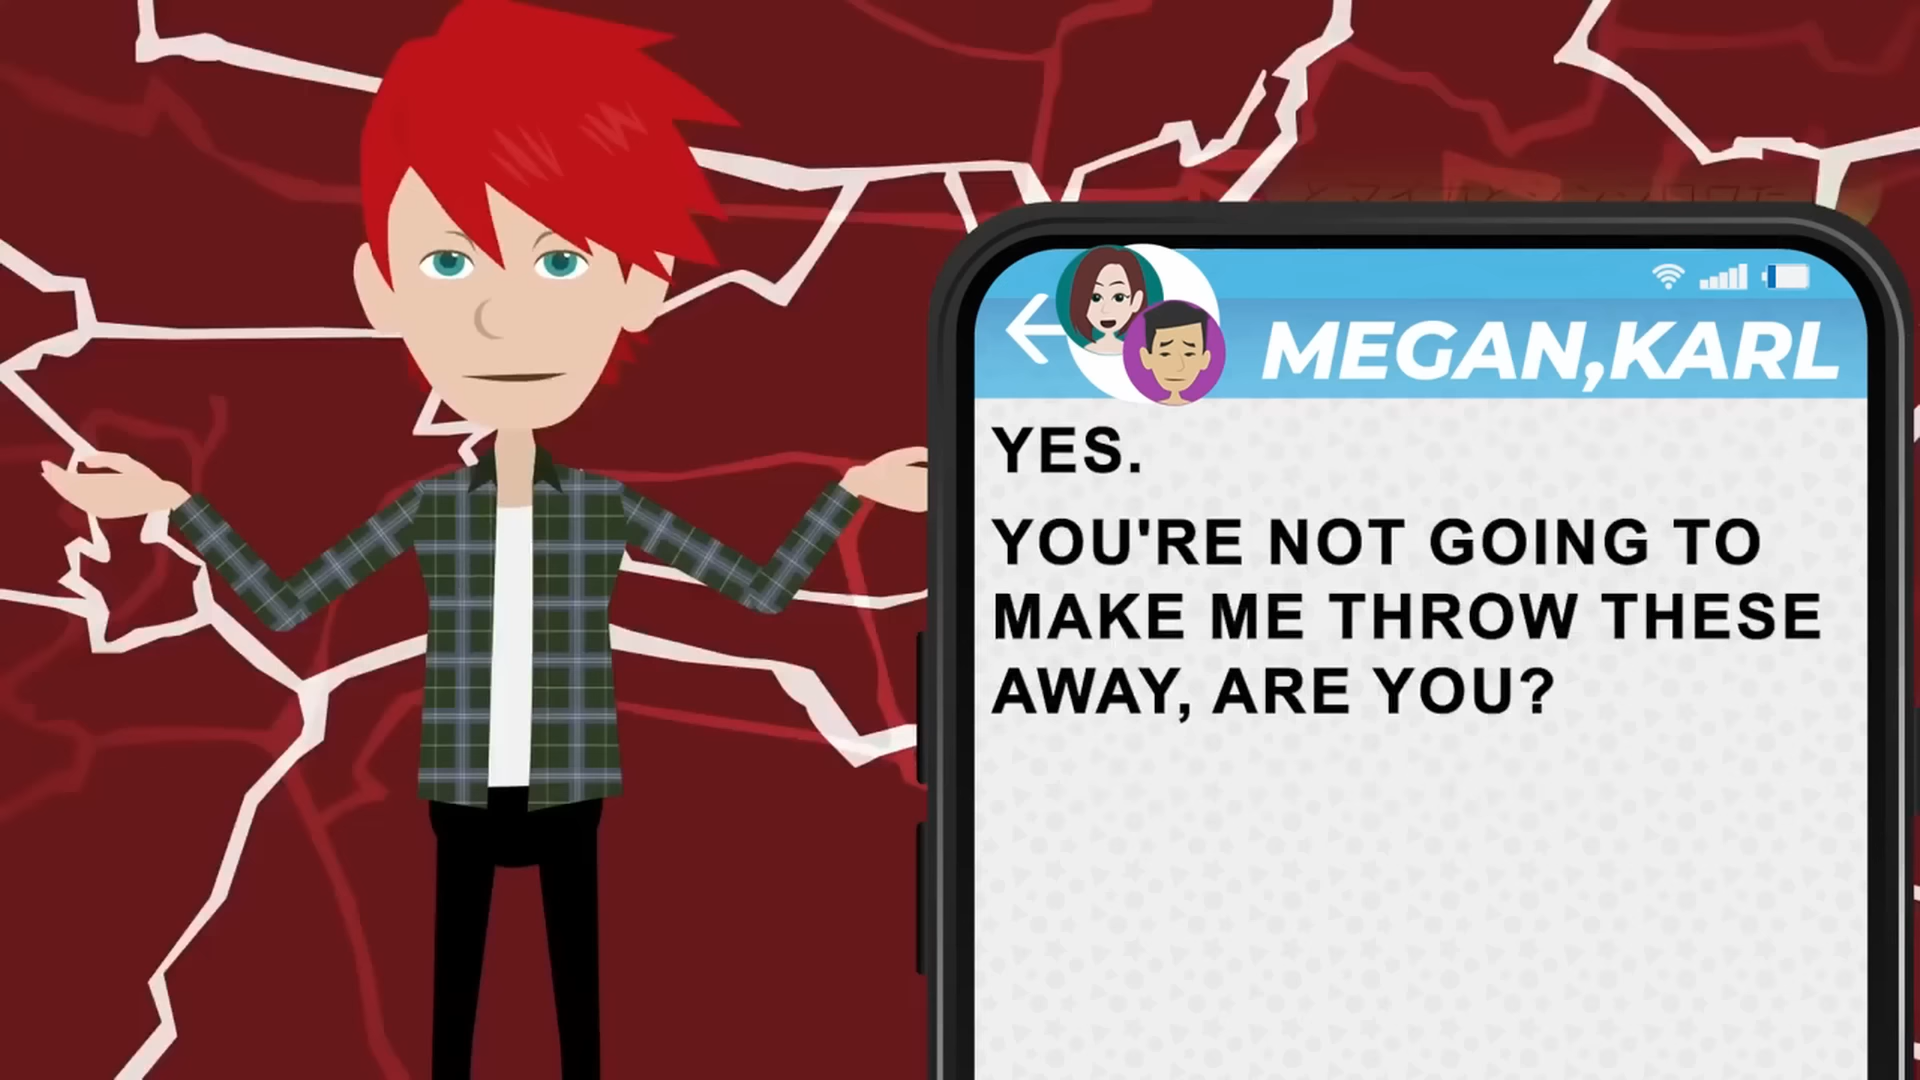 MEGAN,KARL
YES.
YOU'RE NOT GOING TO
MAKE ME THROW THESE
AWAY, ARE YOU?